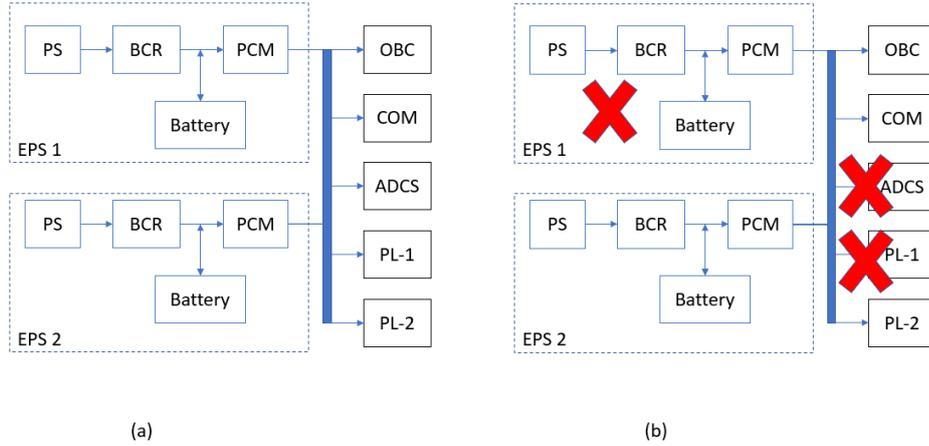 PS
BCR
PCM
Battery
EPS 1
PS
BCR
PCM
Battery
EPS 2
OBC
COM
ADCS
PL-1
PL-2
(a)
PS
BCR
PCM
Battery
EPS 1
PS
BCR
PCM
Battery
EPS 2
OBC
COM
ADCS
PL-1
PL-2
(b)